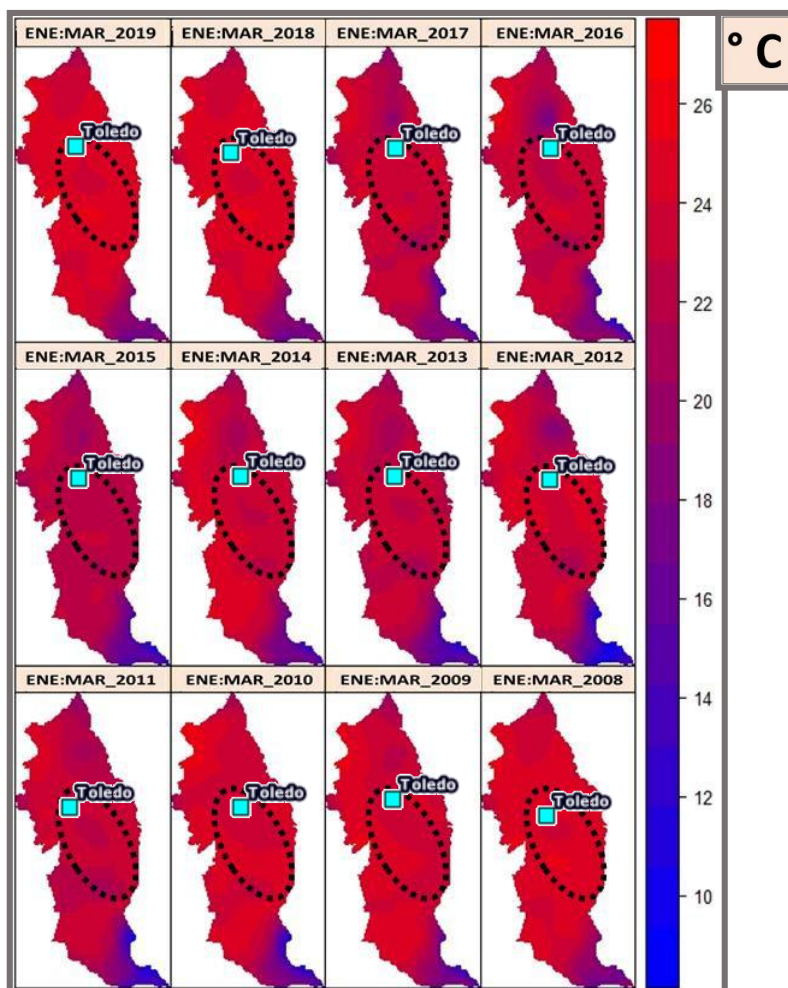 ° C
ENE:MAR_2019 ENE:MAR_2018 ENE:MAR_2017 ENE:MAR_2016
Toledo Toledo Toledo Toledo
ENE:MAR_2015 ENE:MAR_2014 ENE:MAR_2013 ENE:MAR_2012
Toledo Toledo Toledo Toledo
ENE:MAR_2011 ENE:MAR_2010 ENE:MAR_2009 ENE:MAR_2008
Toledo Toledo Toledo Toledo
26
24
22
20
18
16
14
12
10